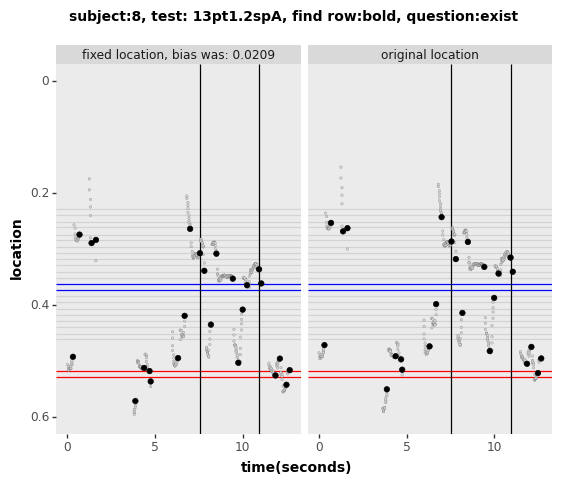 subject:8, test: 13pt1.2spA, find row:bold, question:exist
fixed location, bias was: 0.0209
original location
0
0.2
0.4
0.6
location
0
5
10
0
5
10
time(seconds)